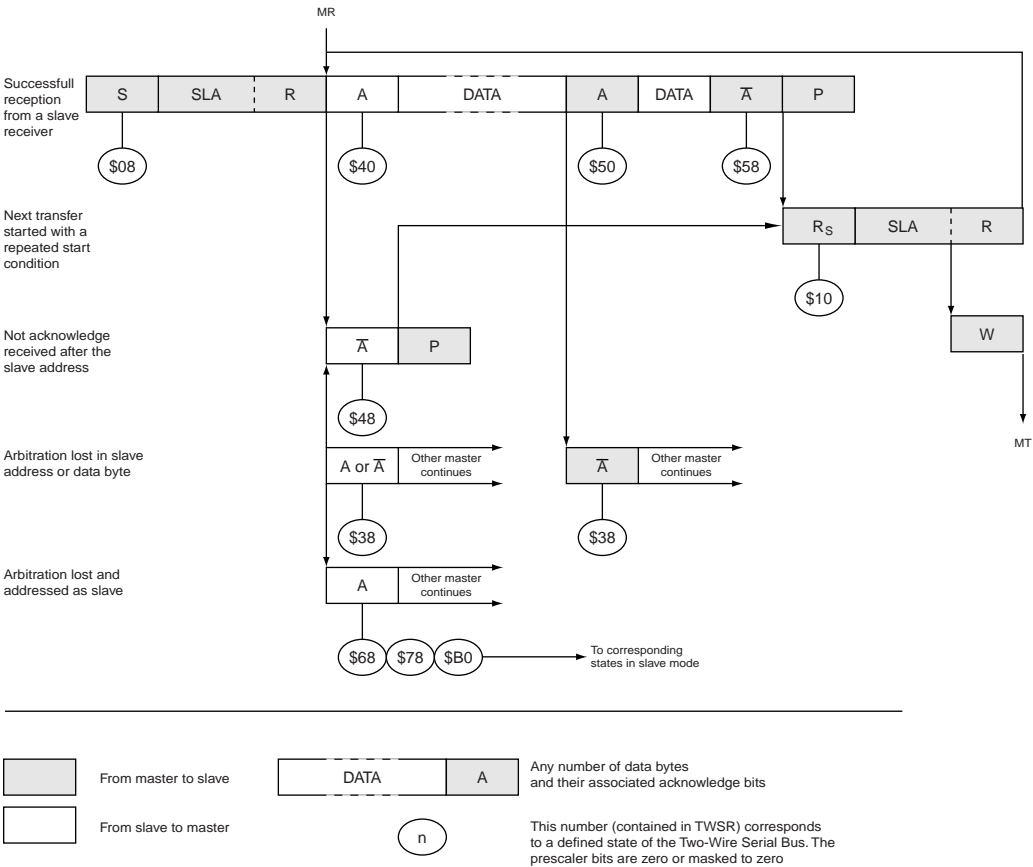 MR
Successfull
reception
from a slave
receiver
S SLA R A DATA A DATA A̅ P
$08 $40 $50 $58
Next transfer
started with a
repeated start
condition
RS SLA R
$10
Not acknowledge
received after the
slave address
A̅ P
W
$48
MT
Arbitration lost in slave
address or data byte
A or A̅
Other master
continues
A̅
Other master
continues
$38 $38
Arbitration lost and
addressed as slave
A
Other master
continues
$68 $78 $B0
To corresponding
states in slave mode
From master to slave
DATA A
Any number of data bytes
and their associated acknowledge bits
From slave to master
n
This number (contained in TWSR) corresponds
to a defined state of the Two-Wire Serial Bus. The
prescaler bits are zero or masked to zero